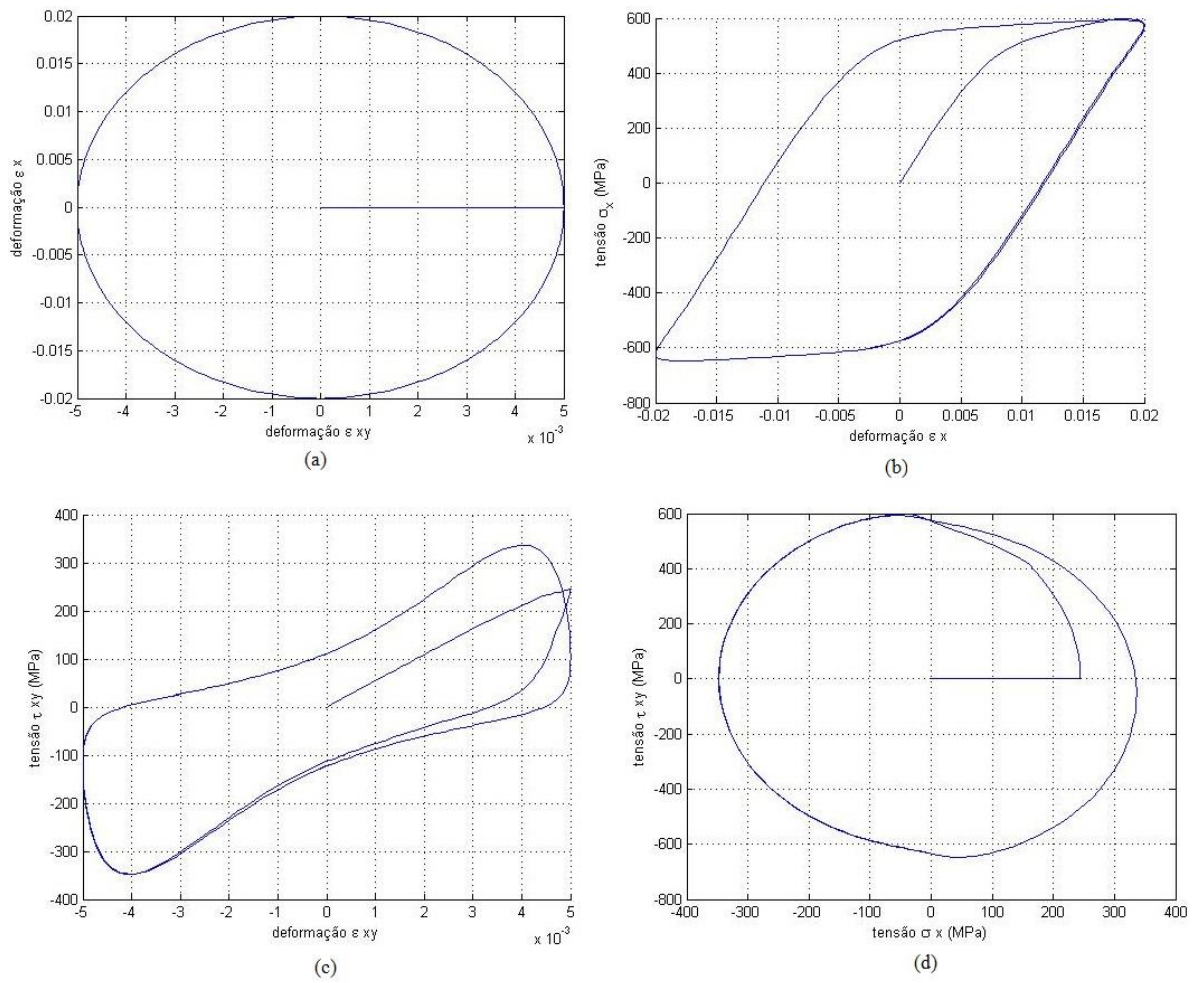 0.02
0.015
0.01
0.005
0
-0.005
-0.01
-0.015
-0.02
deformação ε x
-5 -4 -3 -2 -1 0 1 2 3 4 5
deformação ε xy
x 10⁻³
(a)
600
400
200
0
-200
-400
-600
-800
tensão σₓ (MPa)
-0.02 -0.015 -0.01 -0.005 0 0.005 0.01 0.015 0.02
deformação ε x
(b)
400
300
200
100
0
-100
-200
-300
-400
tensão τ xy (MPa)
-5 -4 -3 -2 -1 0 1 2 3 4 5
deformação ε xy
x 10⁻³
(c)
600
400
200
0
-200
-400
-600
-800
tensão τ xy (MPa)
-400 -300 -200 -100 0 100 200 300 400
tensão σ x (MPa)
(d)